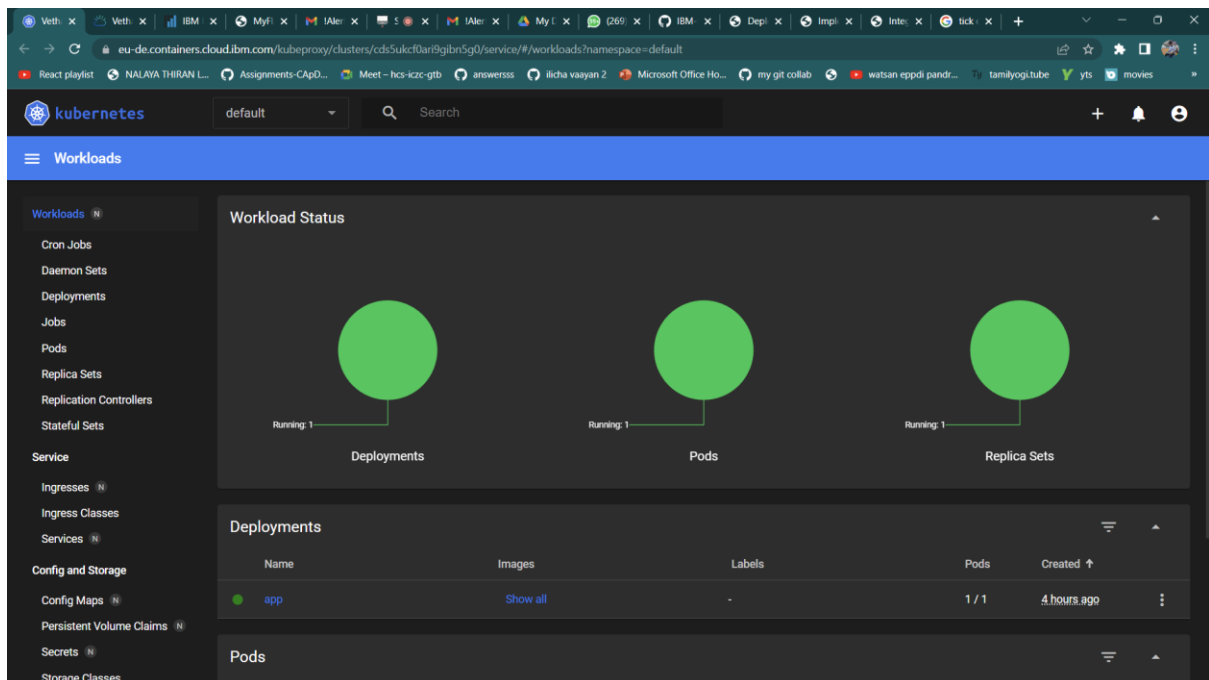 Veth
Veth
IBM
MyFi
!Aler
S
!Aler
My D
(269)
IBM-
Depl
Impl
Inte
tick
eu-de.containers.cloud.ibm.com/kubeproxy/clusters/cds5ukcf0ari9gibn5g0/service/#/workloads?namespace=default
React playlist
NALAYA THIRAN L...
Assignments-CApD...
Meet – hcs-iczc-gtb
answersss
ilicha vaayan 2
Microsoft Office Ho...
my git collab
watsan eppdi pandr...
Ty tamilyogi.tube
Y yts
movies
»
kubernetes
default
Search
Workloads
Workloads N
Cron Jobs
Daemon Sets
Deployments
Jobs
Pods
Replica Sets
Replication Controllers
Stateful Sets
Service
Ingresses N
Ingress Classes
Services N
Config and Storage
Config Maps N
Persistent Volume Claims N
Secrets N
Storage Classes
Workload Status
Running: 1
Running: 1
Running: 1
Deployments
Pods
Replica Sets
Deployments
Name Images Labels Pods Created ↑
app Show all - 1 / 1 4 hours ago
Pods